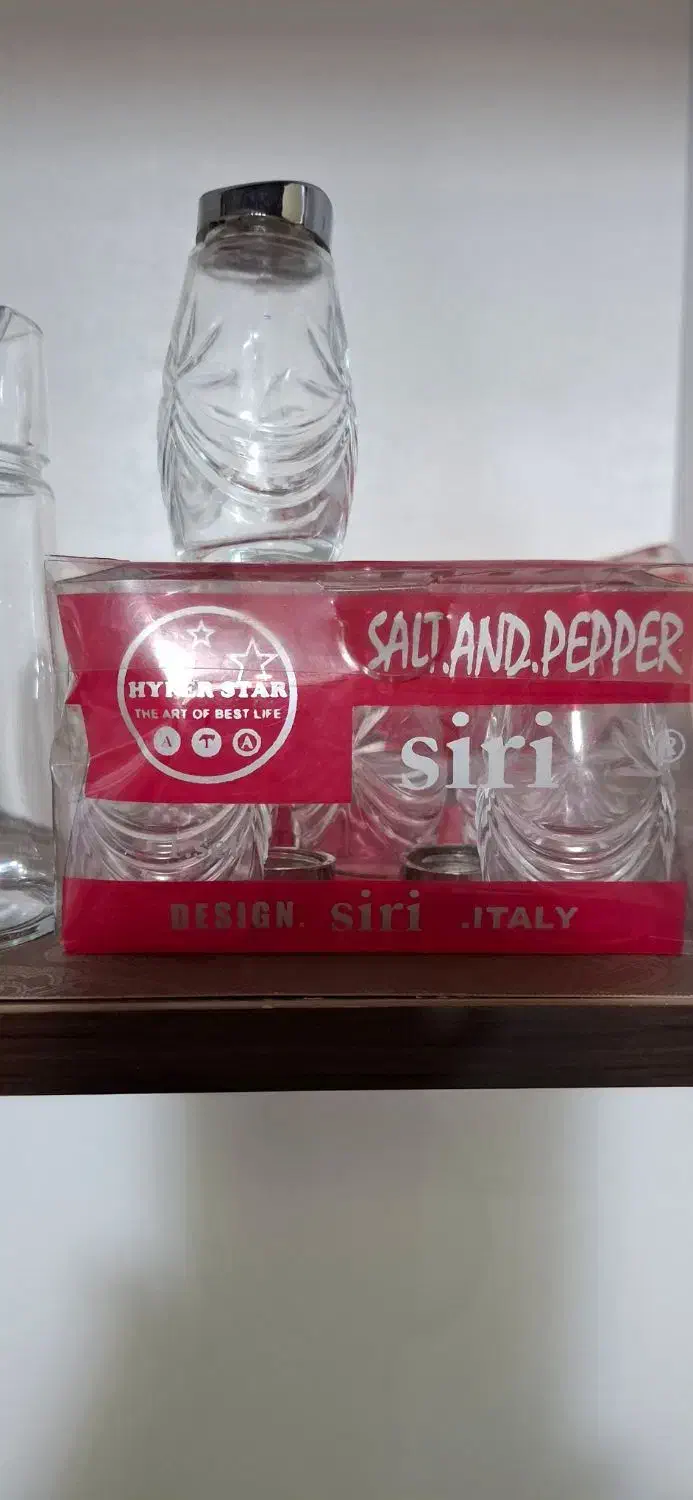 HYPER STAR
THE ART OF BEST LIFE
A T A
SALT.AND.PEPPER
siri ®
DESIGN. siri .ITALY